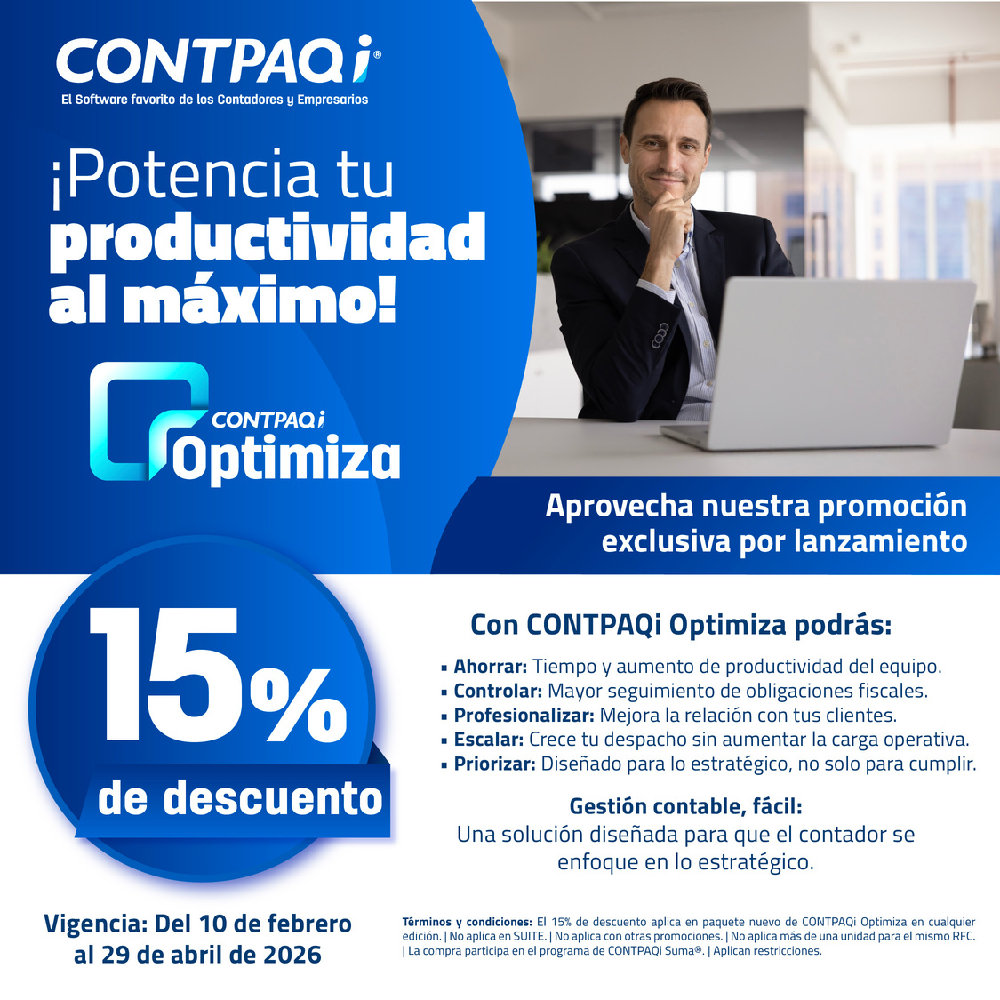 CONTPAQi®
El Software favorito de los Contadores y Empresarios
¡Potencia tu
productividad
al máximo!
CONTPAQi
Optimiza
Aprovecha nuestra promoción
exclusiva por lanzamiento
15%
de descuento
Vigencia: Del 10 de febrero
al 29 de abril de 2026
Con CONTPAQi Optimiza podrás:
▪ Ahorrar: Tiempo y aumento de productividad del equipo.
▪ Controlar: Mayor seguimiento de obligaciones fiscales.
▪ Profesionalizar: Mejora la relación con tus clientes.
▪ Escalar: Crece tu despacho sin aumentar la carga operativa.
▪ Priorizar: Diseñado para lo estratégico, no solo para cumplir.
Gestión contable, fácil:
Una solución diseñada para que el contador se
enfoque en lo estratégico.
Términos y condiciones: El 15% de descuento aplica en paquete nuevo de CONTPAQi Optimiza en cualquier
edición. | No aplica en SUITE. | No aplica con otras promociones. | No aplica más de una unidad para el mismo RFC.
| La compra participa en el programa de CONTPAQi Suma®. | Aplican restricciones.